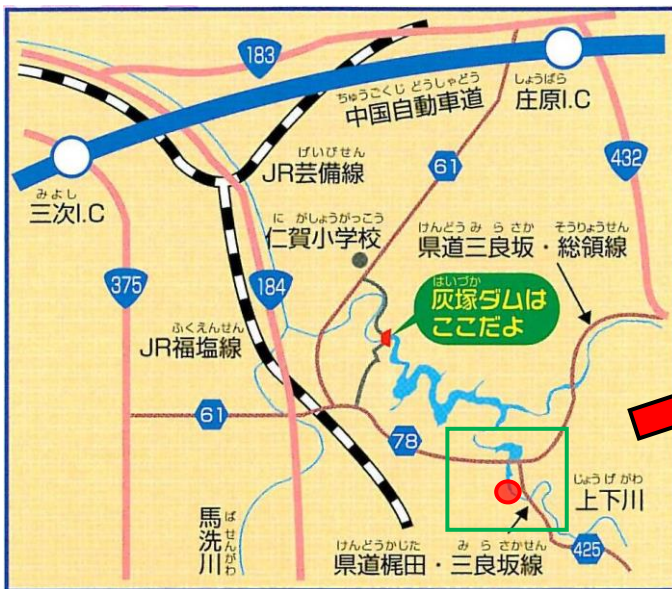 183
ちゅうごくじどうしゃどう
中国自動車道
しょうばら
庄原I.C
61
432
みよし
三次I.C
げいびせん
JR芸備線
にがしょうがっこう
仁賀小学校
けんどうみらさか・そうりょうせん
県道三良坂・総領線
375
184
はいづか
灰塚ダムは
ここだよ
ふくえんせん
JR福塩線
61
78
じょうげがわ
上下川
ばせんがわ
馬洗川
けんどうかじた みらさかせん
県道梶田・三良坂線
425